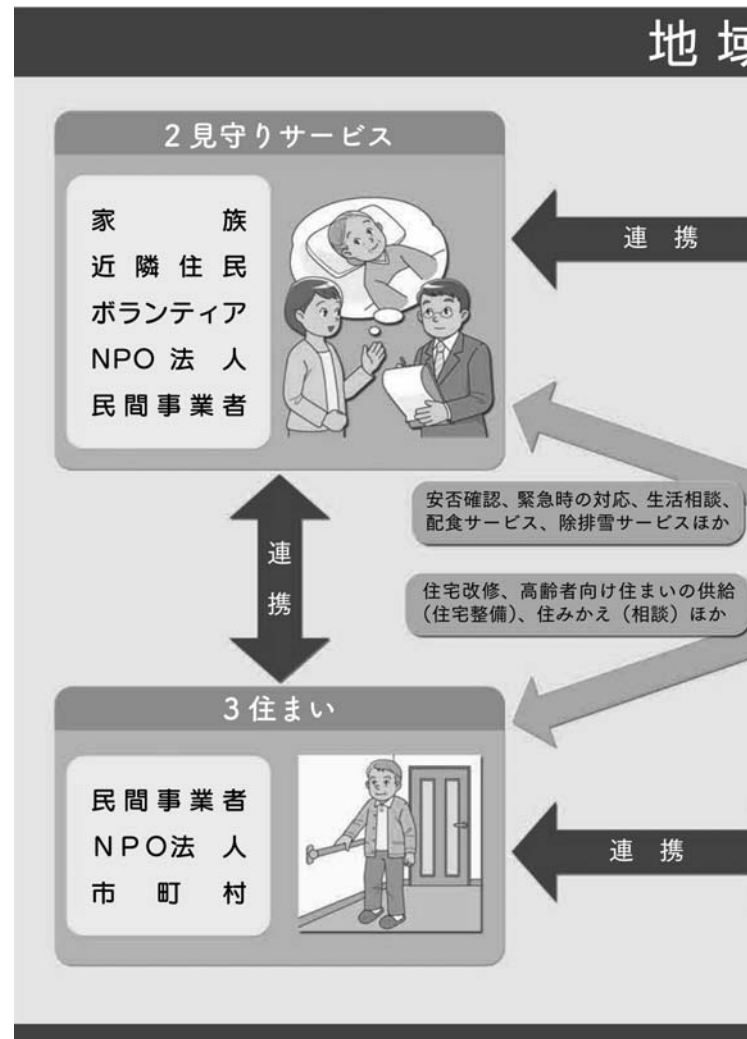 地域
2 見守りサービス
家族
近隣住民
ボランティア
NPO法人
民間事業者
連携
安否確認、緊急時の対応、生活相談、
配食サービス、除排雪サービスほか
連
携
住宅改修、高齢者向け住まいの供給
(住宅整備)、住みかえ(相談)ほか
3 住まい
民間事業者
NPO法人
市町村
連携